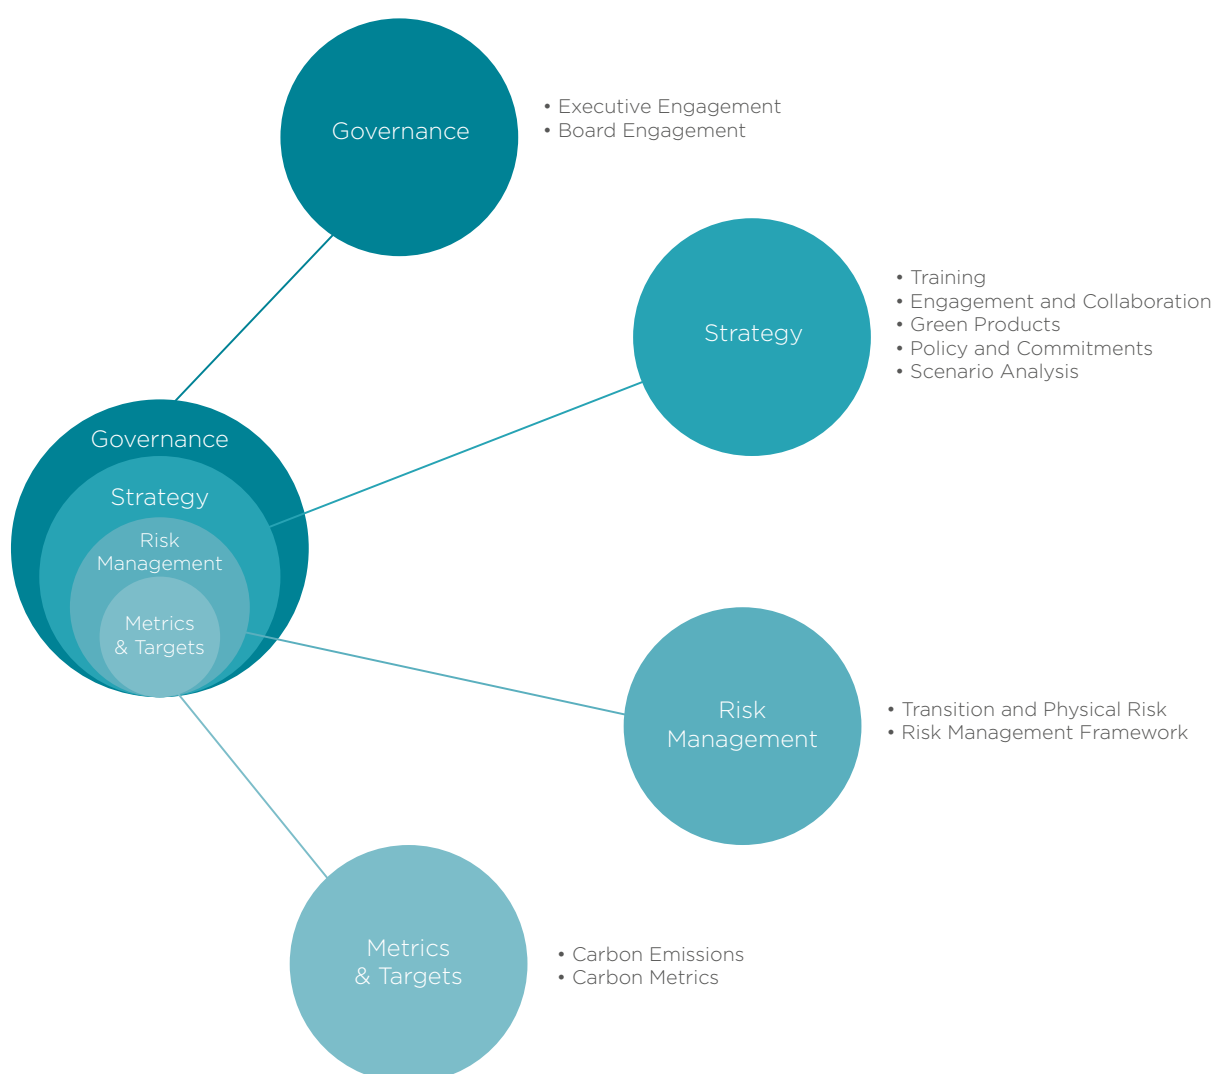 Governance
• Executive Engagement
• Board Engagement
Strategy
• Training
• Engagement and Collaboration
• Green Products
• Policy and Commitments
• Scenario Analysis
Governance
Strategy
Risk
Management
Metrics
& Targets
Risk
Management
• Transition and Physical Risk
• Risk Management Framework
Metrics
& Targets
• Carbon Emissions
• Carbon Metrics